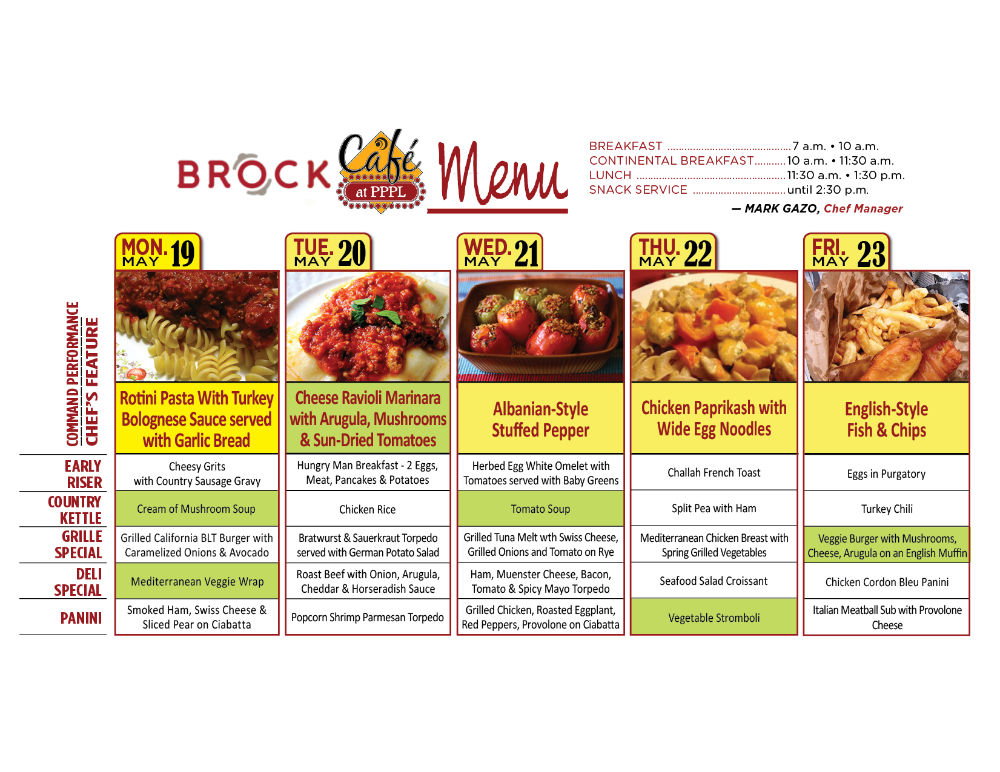 BROCK
Café
at PPPL
Menu
BREAKFAST ............................................7 a.m. • 10 a.m.
CONTINENTAL BREAKFAST...........10 a.m. • 11:30 a.m.
LUNCH .....................................................11:30 a.m. • 1:30 p.m.
SNACK SERVICE .................................until 2:30 p.m.
— MARK GAZO, Chef Manager
MON. 19
MAY
TUE. 20
MAY
WED. 21
MAY
THU. 22
MAY
FRI. 23
MAY
COMMAND PERFORMANCE
CHEF'S FEATURE
Rotini Pasta With Turkey
Bolognese Sauce served
with Garlic Bread
Cheese Ravioli Marinara
with Arugula, Mushrooms
& Sun-Dried Tomatoes
Albanian-Style
Stuffed Pepper
Chicken Paprikash with
Wide Egg Noodles
English-Style
Fish & Chips
EARLY
RISER
Cheesy Grits
with Country Sausage Gravy
Hungry Man Breakfast - 2 Eggs,
Meat, Pancakes & Potatoes
Herbed Egg White Omelet with
Tomatoes served with Baby Greens
Challah French Toast
Eggs in Purgatory
COUNTRY
KETTLE
Cream of Mushroom Soup
Chicken Rice
Tomato Soup
Split Pea with Ham
Turkey Chili
GRILLE
SPECIAL
Grilled California BLT Burger with
Caramelized Onions & Avocado
Bratwurst & Sauerkraut Torpedo
served with German Potato Salad
Grilled Tuna Melt wth Swiss Cheese,
Grilled Onions and Tomato on Rye
Mediterranean Chicken Breast with
Spring Grilled Vegetables
Veggie Burger with Mushrooms,
Cheese, Arugula on an English Muffin
DELI
SPECIAL
Mediterranean Veggie Wrap
Roast Beef with Onion, Arugula,
Cheddar & Horseradish Sauce
Ham, Muenster Cheese, Bacon,
Tomato & Spicy Mayo Torpedo
Seafood Salad Croissant
Chicken Cordon Bleu Panini
PANINI
Smoked Ham, Swiss Cheese &
Sliced Pear on Ciabatta
Popcorn Shrimp Parmesan Torpedo
Grilled Chicken, Roasted Eggplant,
Red Peppers, Provolone on Ciabatta
Vegetable Stromboli
Italian Meatball Sub with Provolone
Cheese